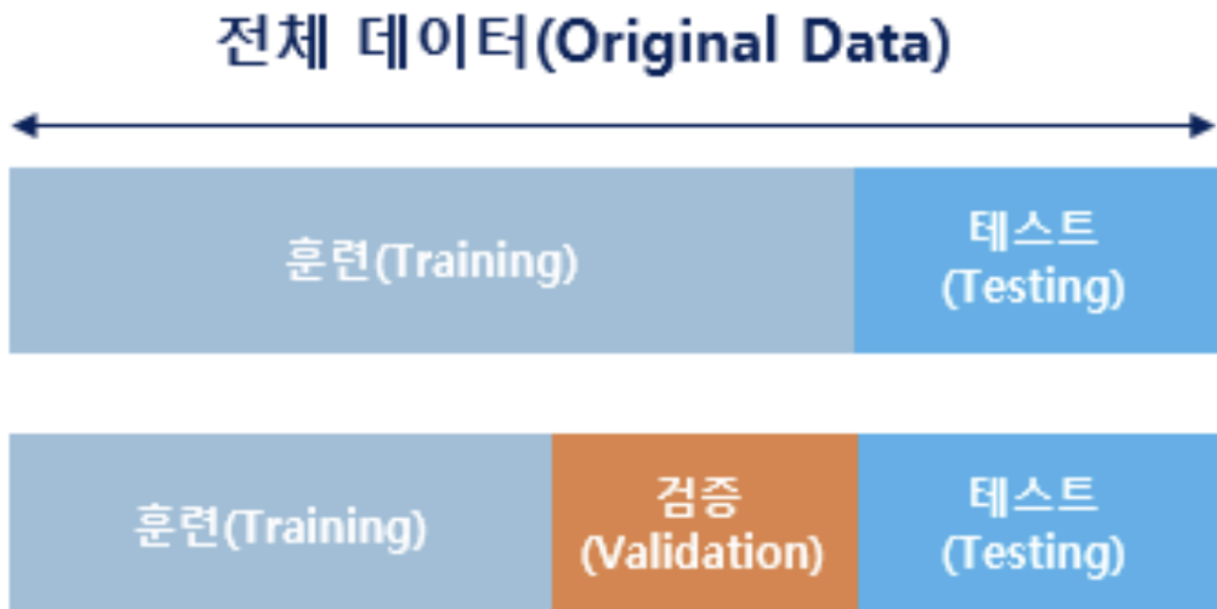 전체 데이터(Original Data)
훈련(Training)
테스트
(Testing)
훈련(Training)
검증
(Validation)
테스트
(Testing)